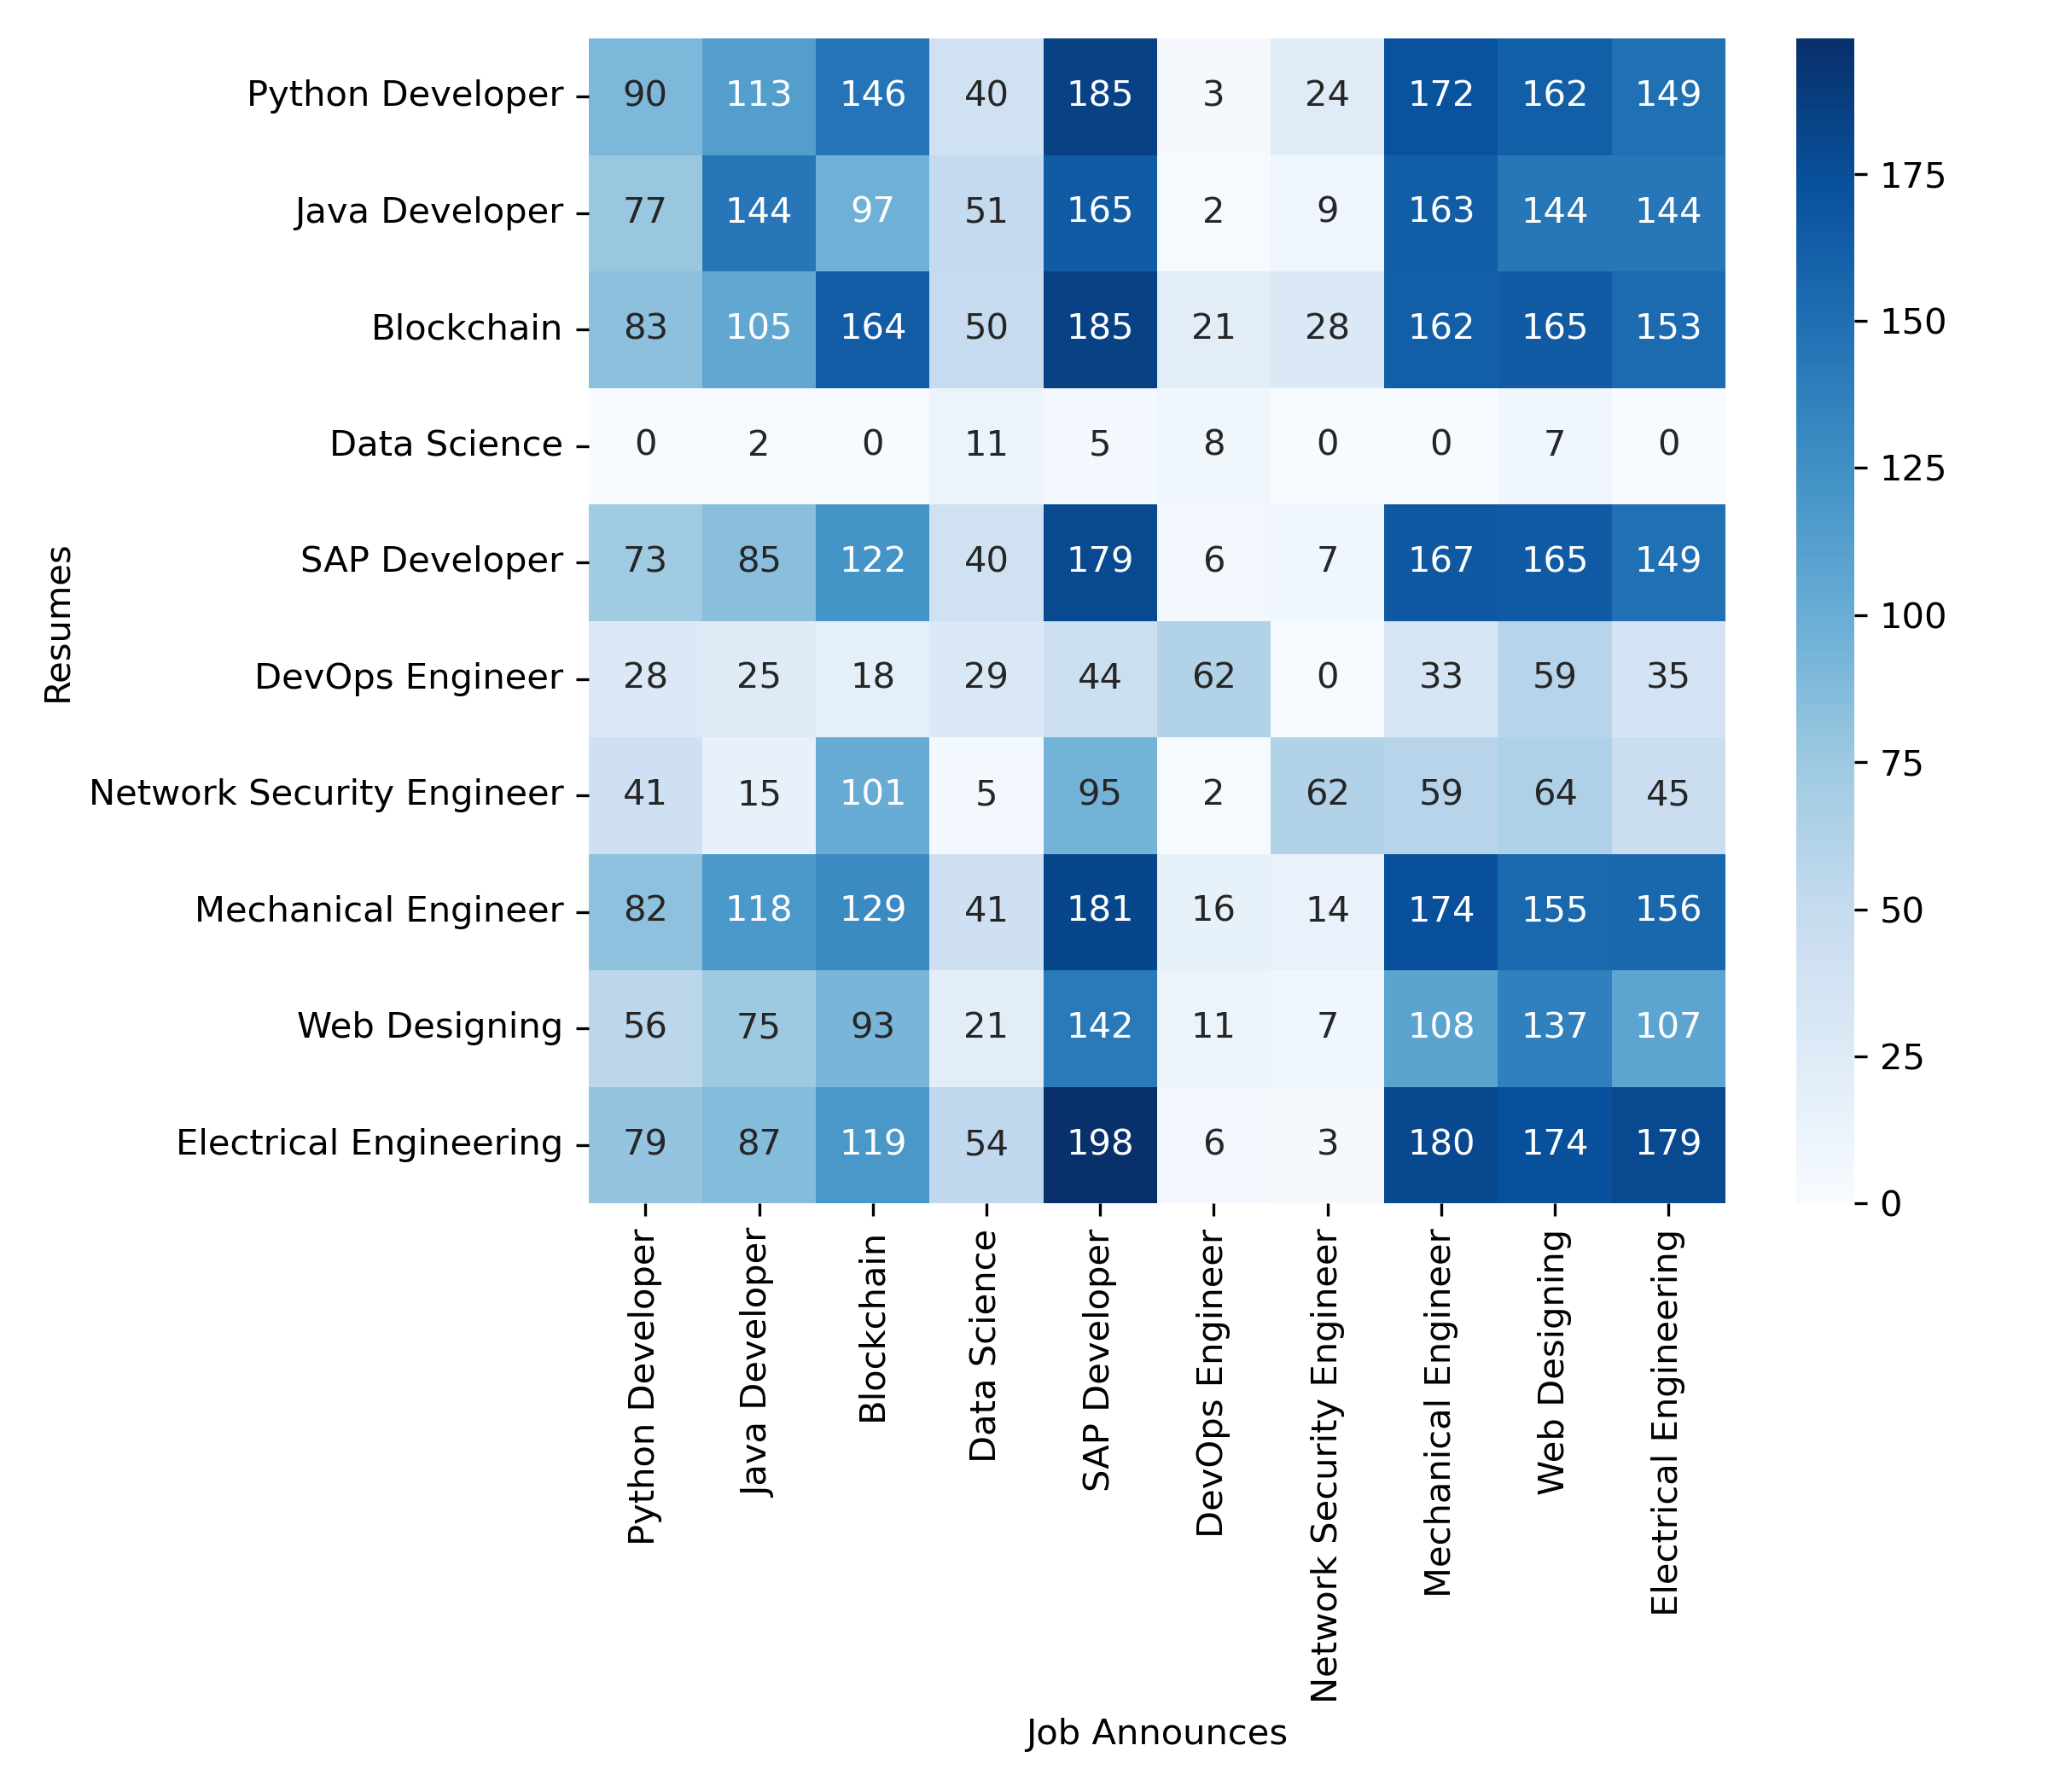 Python Developer 90 113 146 40 185 3 24 172 162 149
Java Developer 77 144 97 51 165 2 9 163 144 144
Blockchain 83 105 164 50 185 21 28 162 165 153
Data Science 0 2 0 11 5 8 0 0 7 0
SAP Developer 73 85 122 40 179 6 7 167 165 149
DevOps Engineer 28 25 18 29 44 62 0 33 59 35
Network Security Engineer 41 15 101 5 95 2 62 59 64 45
Mechanical Engineer 82 118 129 41 181 16 14 174 155 156
Web Designing 56 75 93 21 142 11 7 108 137 107
Electrical Engineering 79 87 119 54 198 6 3 180 174 179
Resumes
Python Developer
Java Developer
Blockchain
Data Science
SAP Developer
DevOps Engineer
Network Security Engineer
Mechanical Engineer
Web Designing
Electrical Engineering
Job Announces
175
150
125
100
75
50
25
0